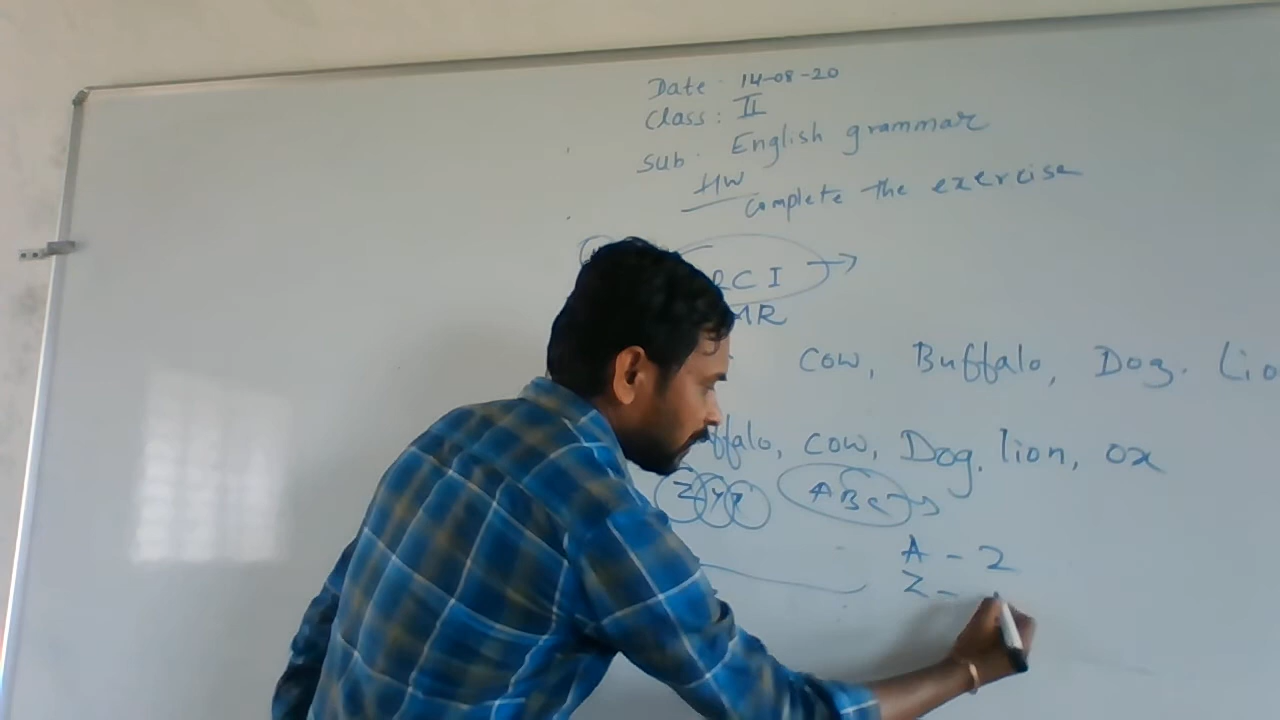 Date : 14-08-20
Class : II
Sub : English grammar
HW
Complete the exercise
RCI
MR
Cow, Buffalo, Dog. Lio
ffalo, Cow, Dog, lion, ox
Z Y X ABC
A - 2
Z -